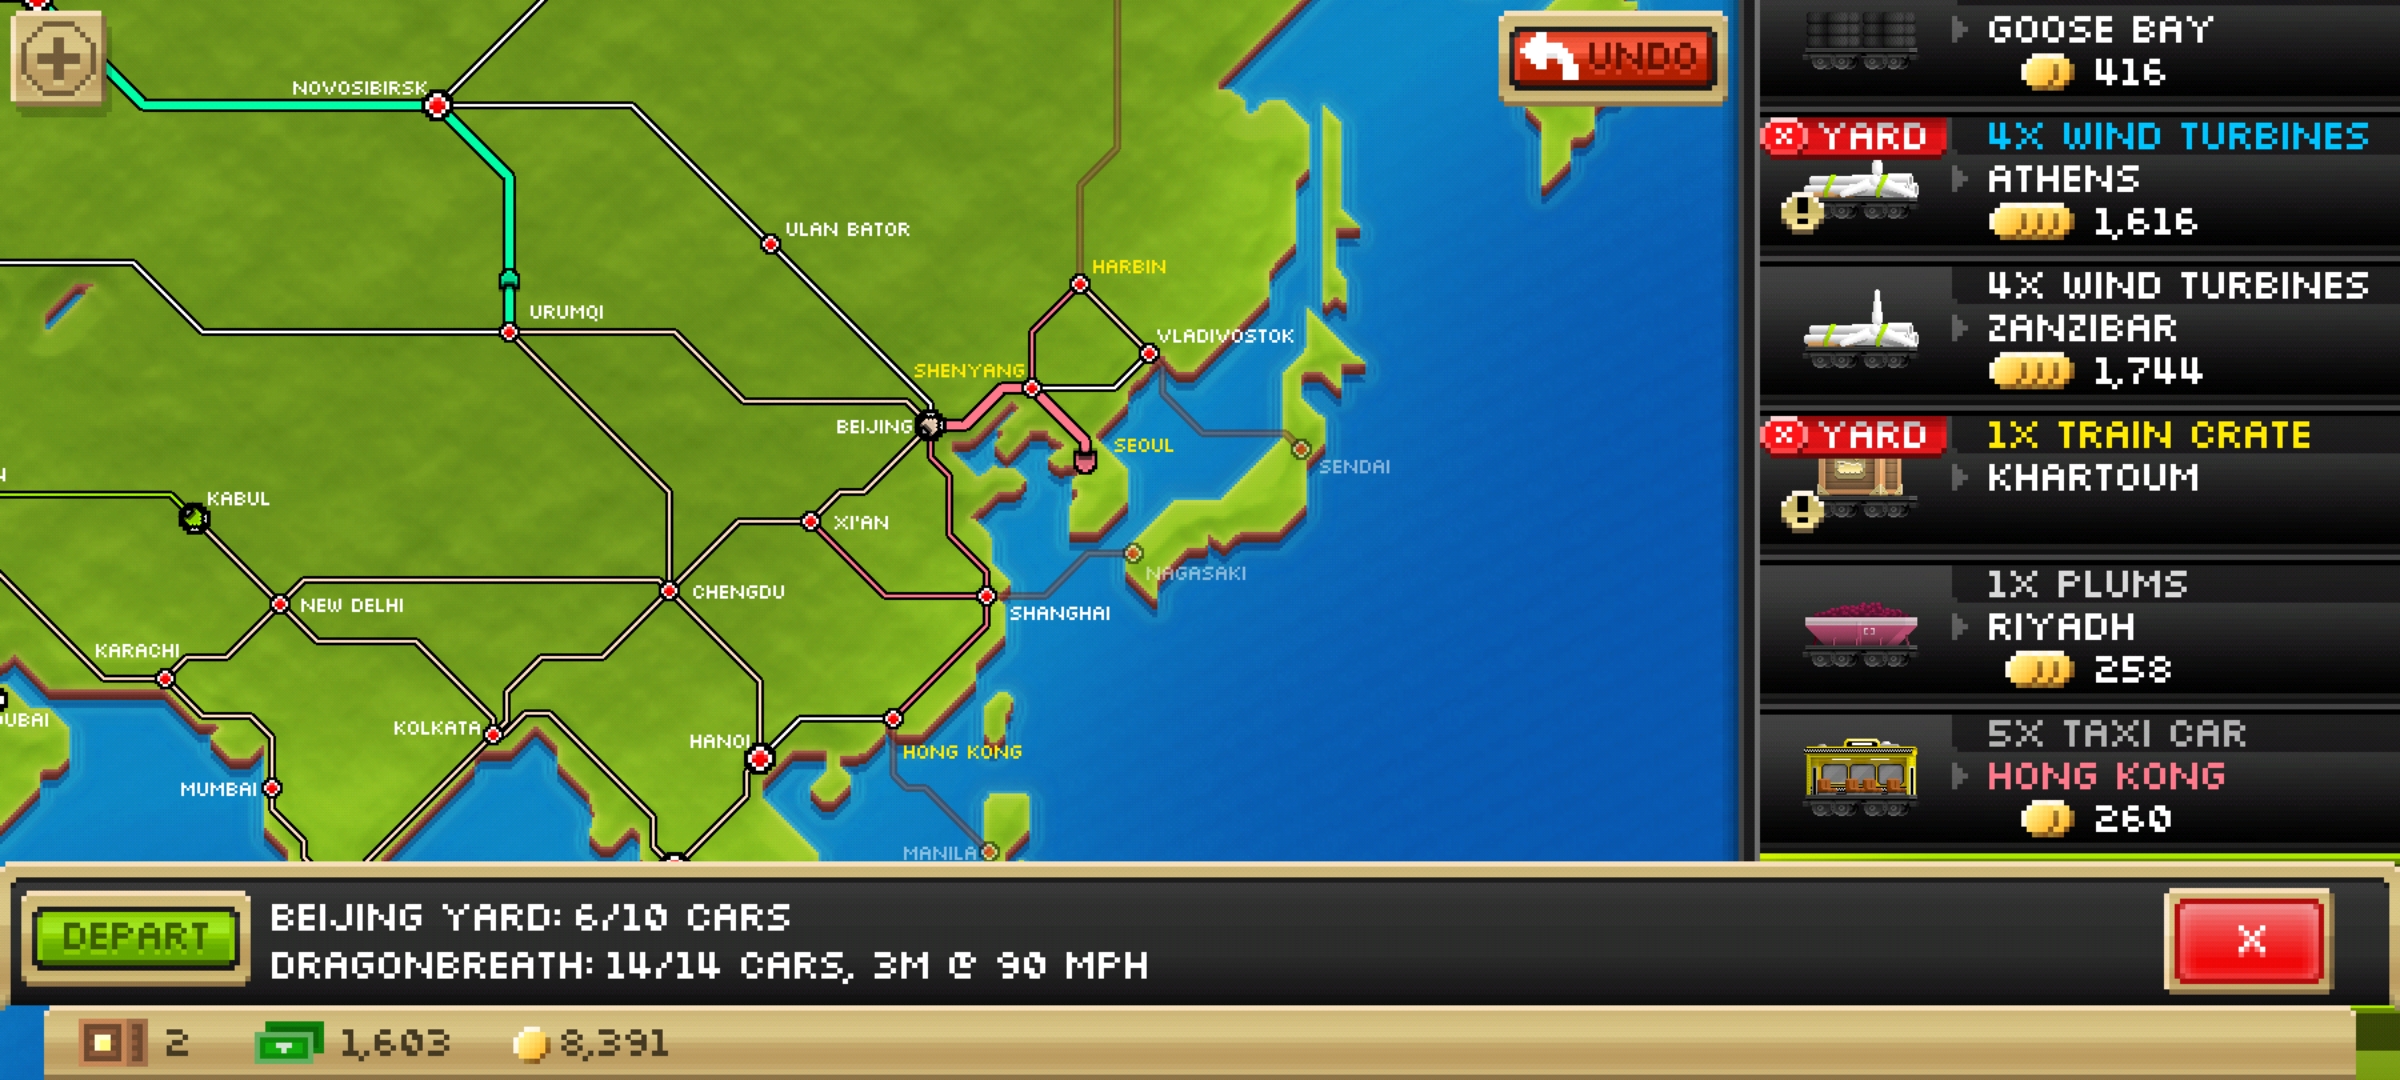 NOVOSIBIRSK
ULAN BATOR
HARBIN
URUMQI
VLADIVOSTOK
SHENYANG
BEIJING
SEOUL
SENDAI
KABUL
XI'AN
NAGASAKI
CHENGDU
NEW DELHI
SHANGHAI
KARACHI
UBAI
KOLKATA
HANOI
HONG KONG
MUMBAI
MANILA
UNDO
GOOSE BAY
416
YARD
4X WIND TURBINES
ATHENS
1,616
4X WIND TURBINES
ZANZIBAR
1,744
YARD
1X TRAIN CRATE
KHARTOUM
1X PLUMS
RIYADH
258
5X TAXI CAR
HONG KONG
260
DEPART
BEIJING YARD: 6/10 CARS
DRAGONBREATH: 14/14 CARS, 3M @ 90 MPH
X
2
1,603
8,391